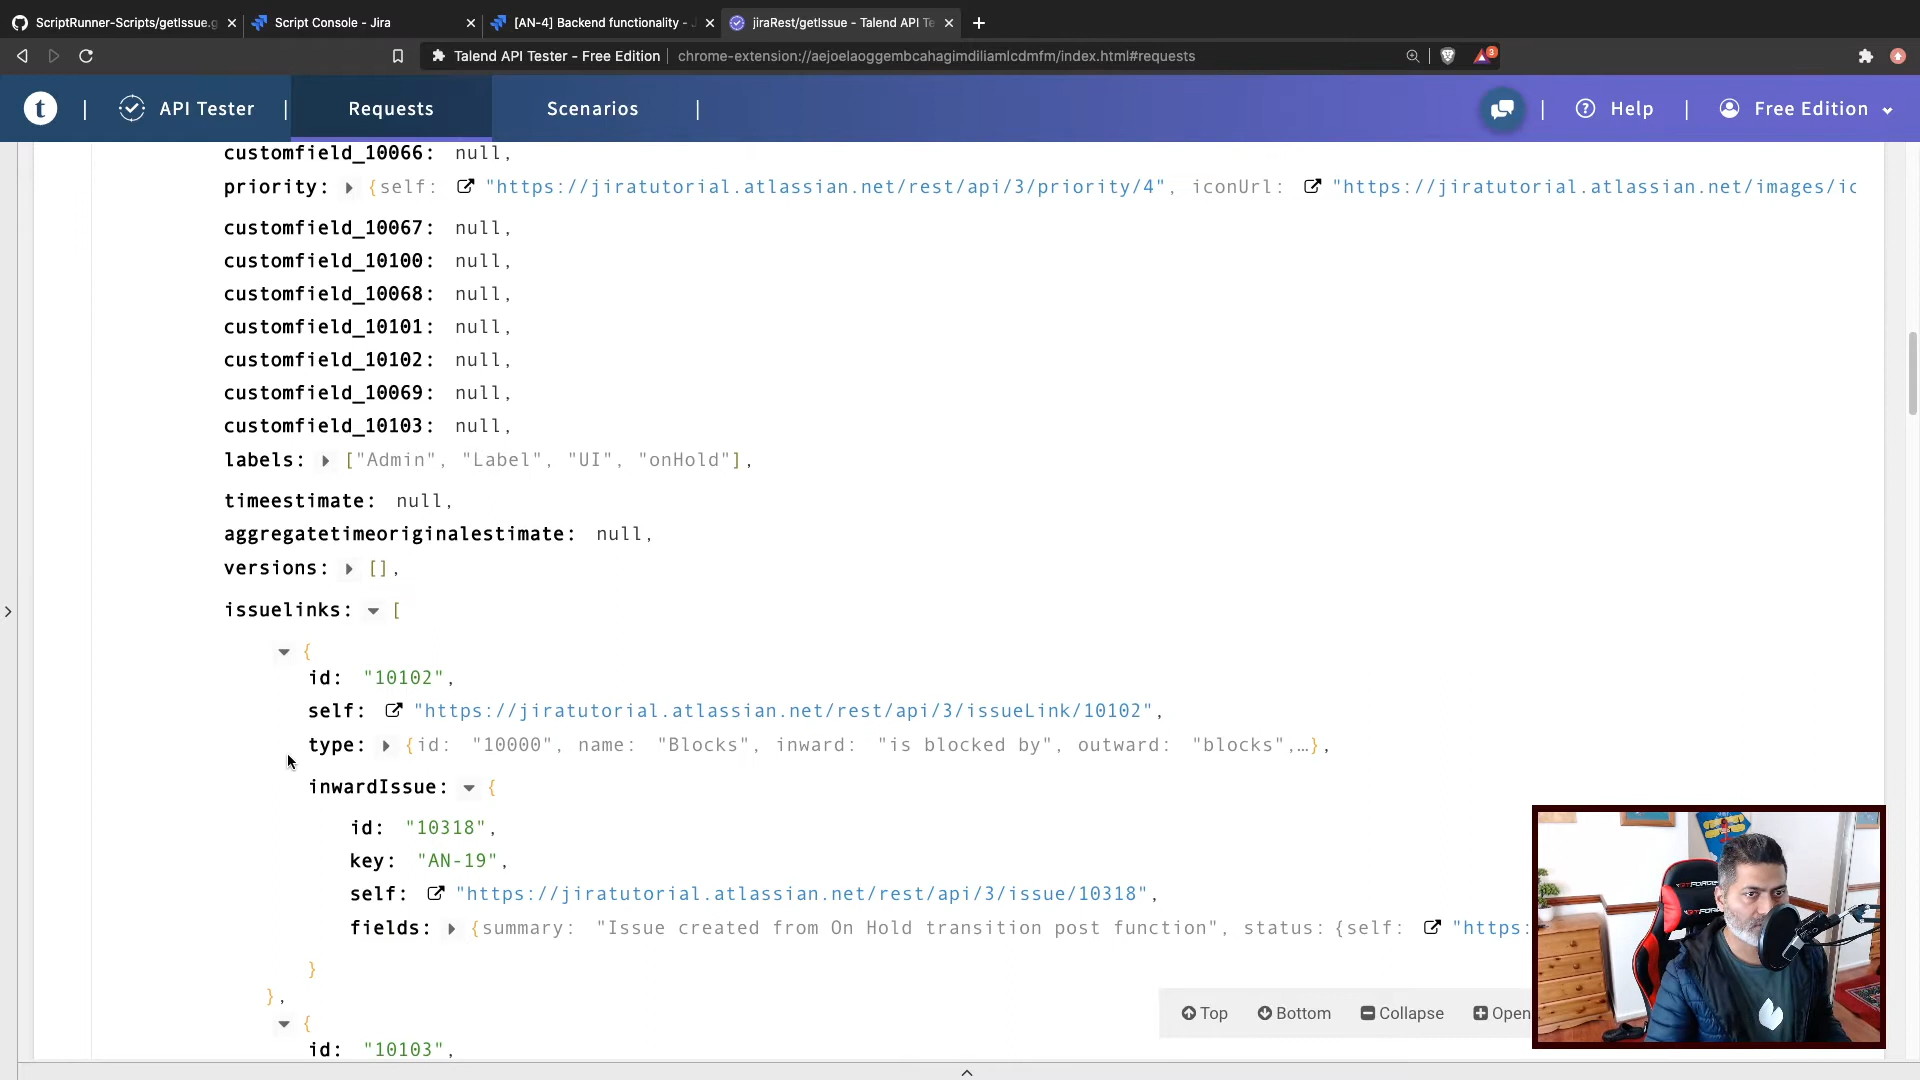 ScriptRunner-Scripts/getIssue.g
Script Console - Jira
[AN-4] Backend functionality -
jiraRest/getIssue - Talend API Te
Talend API Tester - Free Edition
chrome-extension://aejoelaoggembcahagimdiliamlcdmfm/index.html#requests
3
t
API Tester
Requests
Scenarios
Help
Free Edition
customfield_10066: null,
priority: {self: "https://jiratutorial.atlassian.net/rest/api/3/priority/4", iconUrl: "https://jiratutorial.atlassian.net/images/ic
customfield_10067: null,
customfield_10100: null,
customfield_10068: null,
customfield_10101: null,
customfield_10102: null,
customfield_10069: null,
customfield_10103: null,
labels: ["Admin", "Label", "UI", "onHold"],
timeestimate: null,
aggregatetimeoriginalestimate: null,
versions: [],
issuelinks: [
{
id: "10102",
self: "https://jiratutorial.atlassian.net/rest/api/3/issueLink/10102",
type: {id: "10000", name: "Blocks", inward: "is blocked by", outward: "blocks",…},
inwardIssue: {
id: "10318",
key: "AN-19",
self: "https://jiratutorial.atlassian.net/rest/api/3/issue/10318",
fields: {summary: "Issue created from On Hold transition post function", status: {self: "https:
}
},
{
id: "10103",
Top
Bottom
Collapse
Open